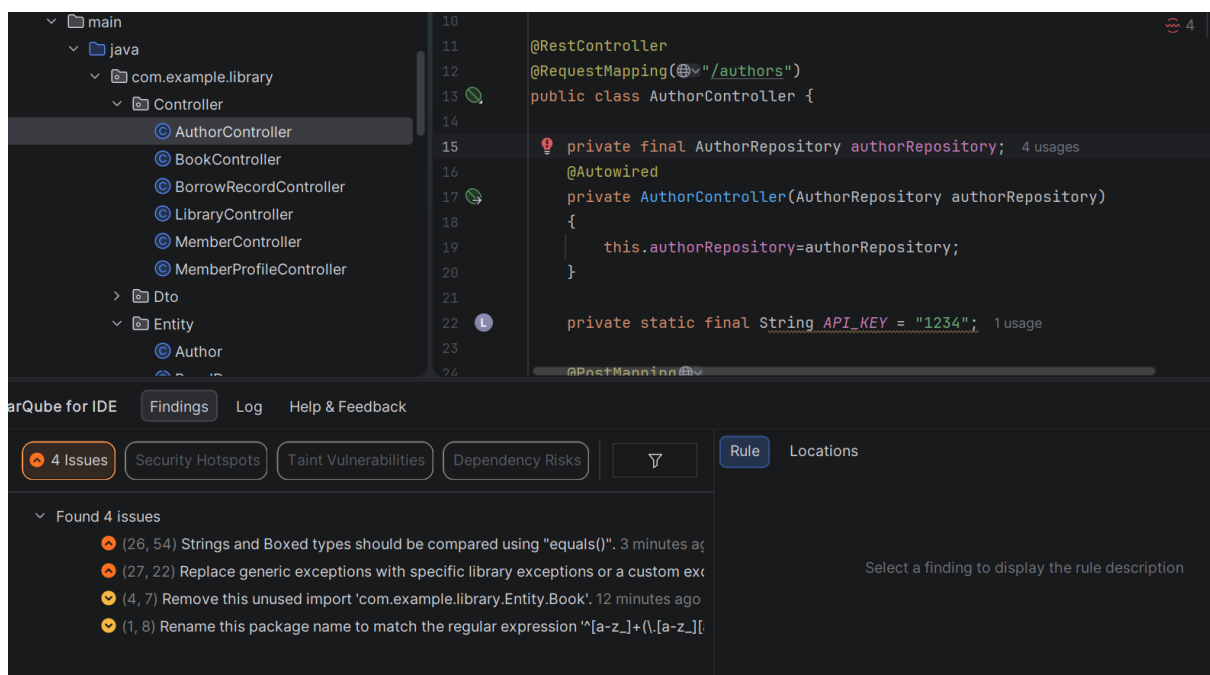 main
java
com.example.library
Controller
AuthorController
BookController
BorrowRecordController
LibraryController
MemberController
MemberProfileController
Dto
Entity
Author
10
11 @RestController
12 @RequestMapping("/authors")
13 public class AuthorController {
14
15 private final AuthorRepository authorRepository; 4 usages
16 @Autowired
17 private AuthorController(AuthorRepository authorRepository)
18 {
19 this.authorRepository=authorRepository;
20 }
21
22 L private static final String API_KEY = "1234"; 1 usage
23
24 @PostMapping
4
arQube for IDE Findings Log Help & Feedback
4 Issues Security Hotspots Taint Vulnerabilities Dependency Risks
Found 4 issues
(26, 54) Strings and Boxed types should be compared using "equals()". 3 minutes ag
(27, 22) Replace generic exceptions with specific library exceptions or a custom exc
(4, 7) Remove this unused import 'com.example.library.Entity.Book'. 12 minutes ago
(1, 8) Rename this package name to match the regular expression '^[a-z_]+(\.[a-z_][
Rule Locations
Select a finding to display the rule description